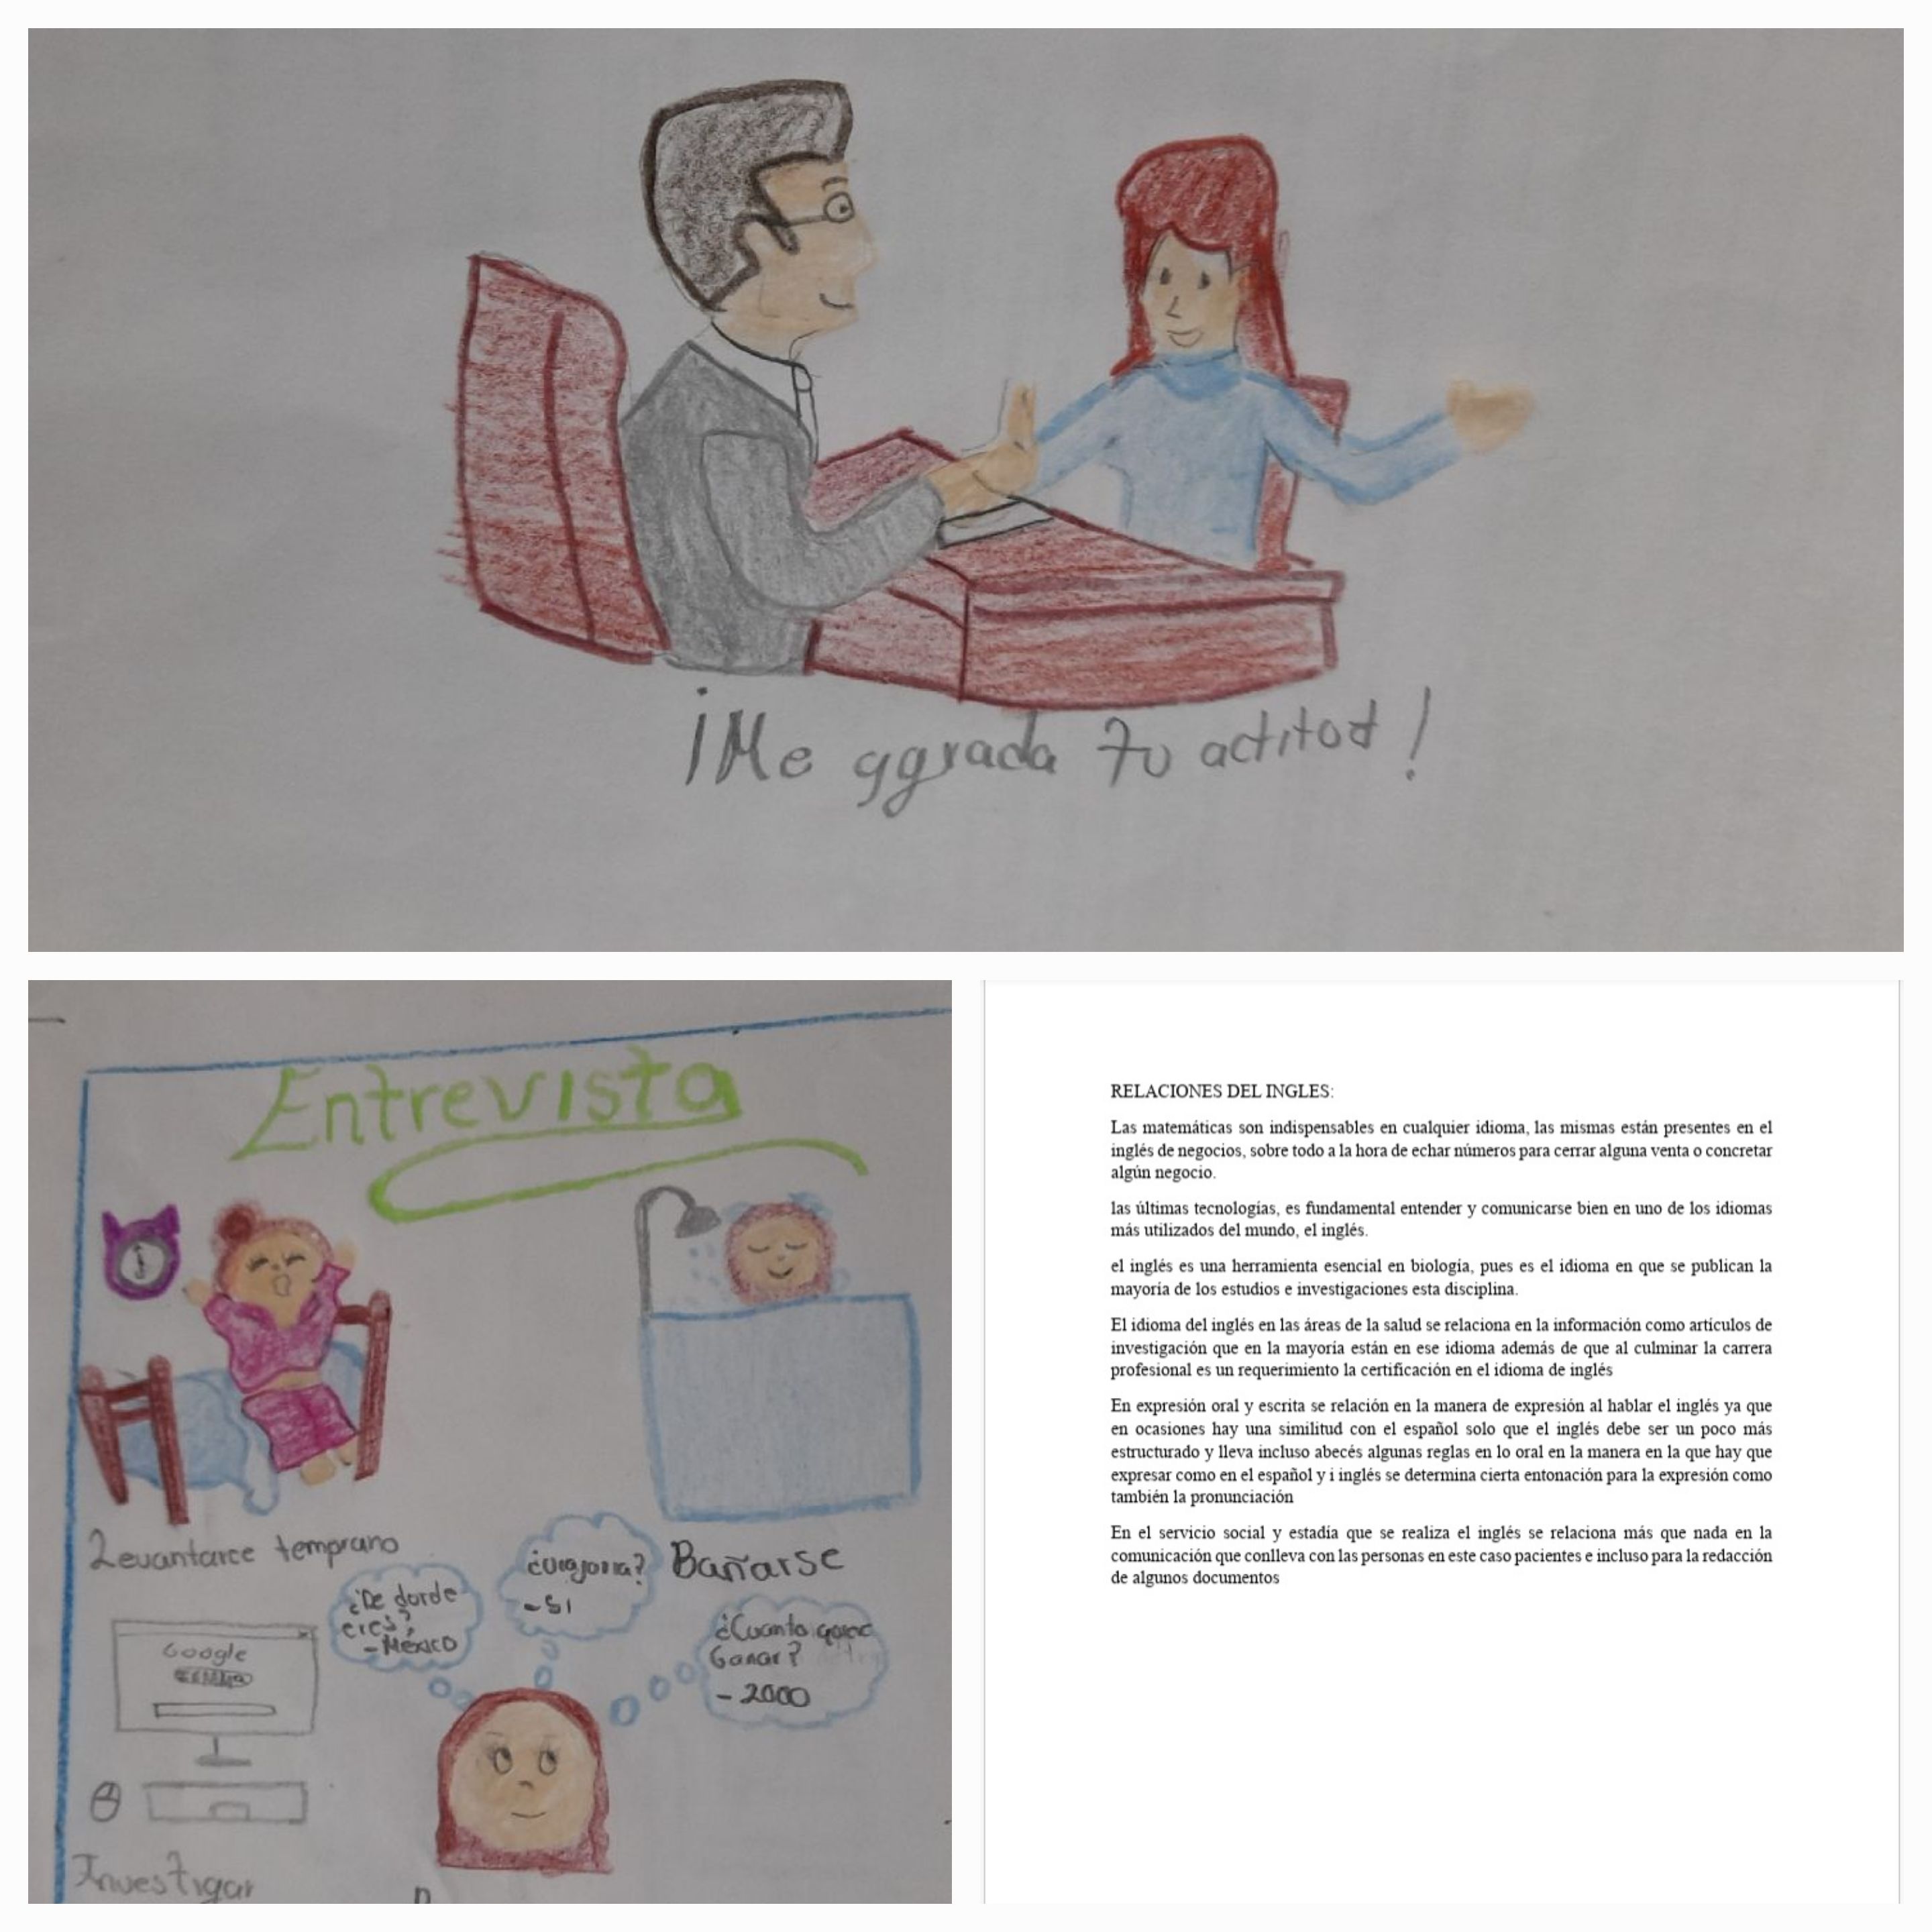 ¡Me agrada tu actitud!
Entrevista
Levantarce temprano
Bañarse
¿De donde
eres?
- México
- SI
¿Cuanto
Ganar?
- 2000
Google
Investigar
RELACIONES DEL INGLES:
Las matemáticas son indispensables en cualquier idioma, las mismas están presentes en el
inglés de negocios, sobre todo a la hora de echar números para cerrar alguna venta o concretar
algún negocio.
las últimas tecnologías, es fundamental entender y comunicarse bien en uno de los idiomas
más utilizados del mundo, el inglés.
el inglés es una herramienta esencial en biología, pues es el idioma en que se publican la
mayoría de los estudios e investigaciones esta disciplina.
El idioma del inglés en las áreas de la salud se relaciona en la información como artículos de
investigación que en la mayoría están en ese idioma además de que al culminar la carrera
profesional es un requerimiento la certificación en el idioma de inglés
En expresión oral y escrita se relación en la manera de expresión al hablar el inglés ya que
en ocasiones hay una similitud con el español solo que el inglés debe ser un poco más
estructurado y lleva incluso abecés algunas reglas en lo oral en la manera en la que hay que
expresar como en el español y i inglés se determina cierta entonación para la expresión como
también la pronunciación
En el servicio social y estadía que se realiza el inglés se relaciona más que nada en la
comunicación que conlleva con las personas en este caso pacientes e incluso para la redacción
de algunos documentos